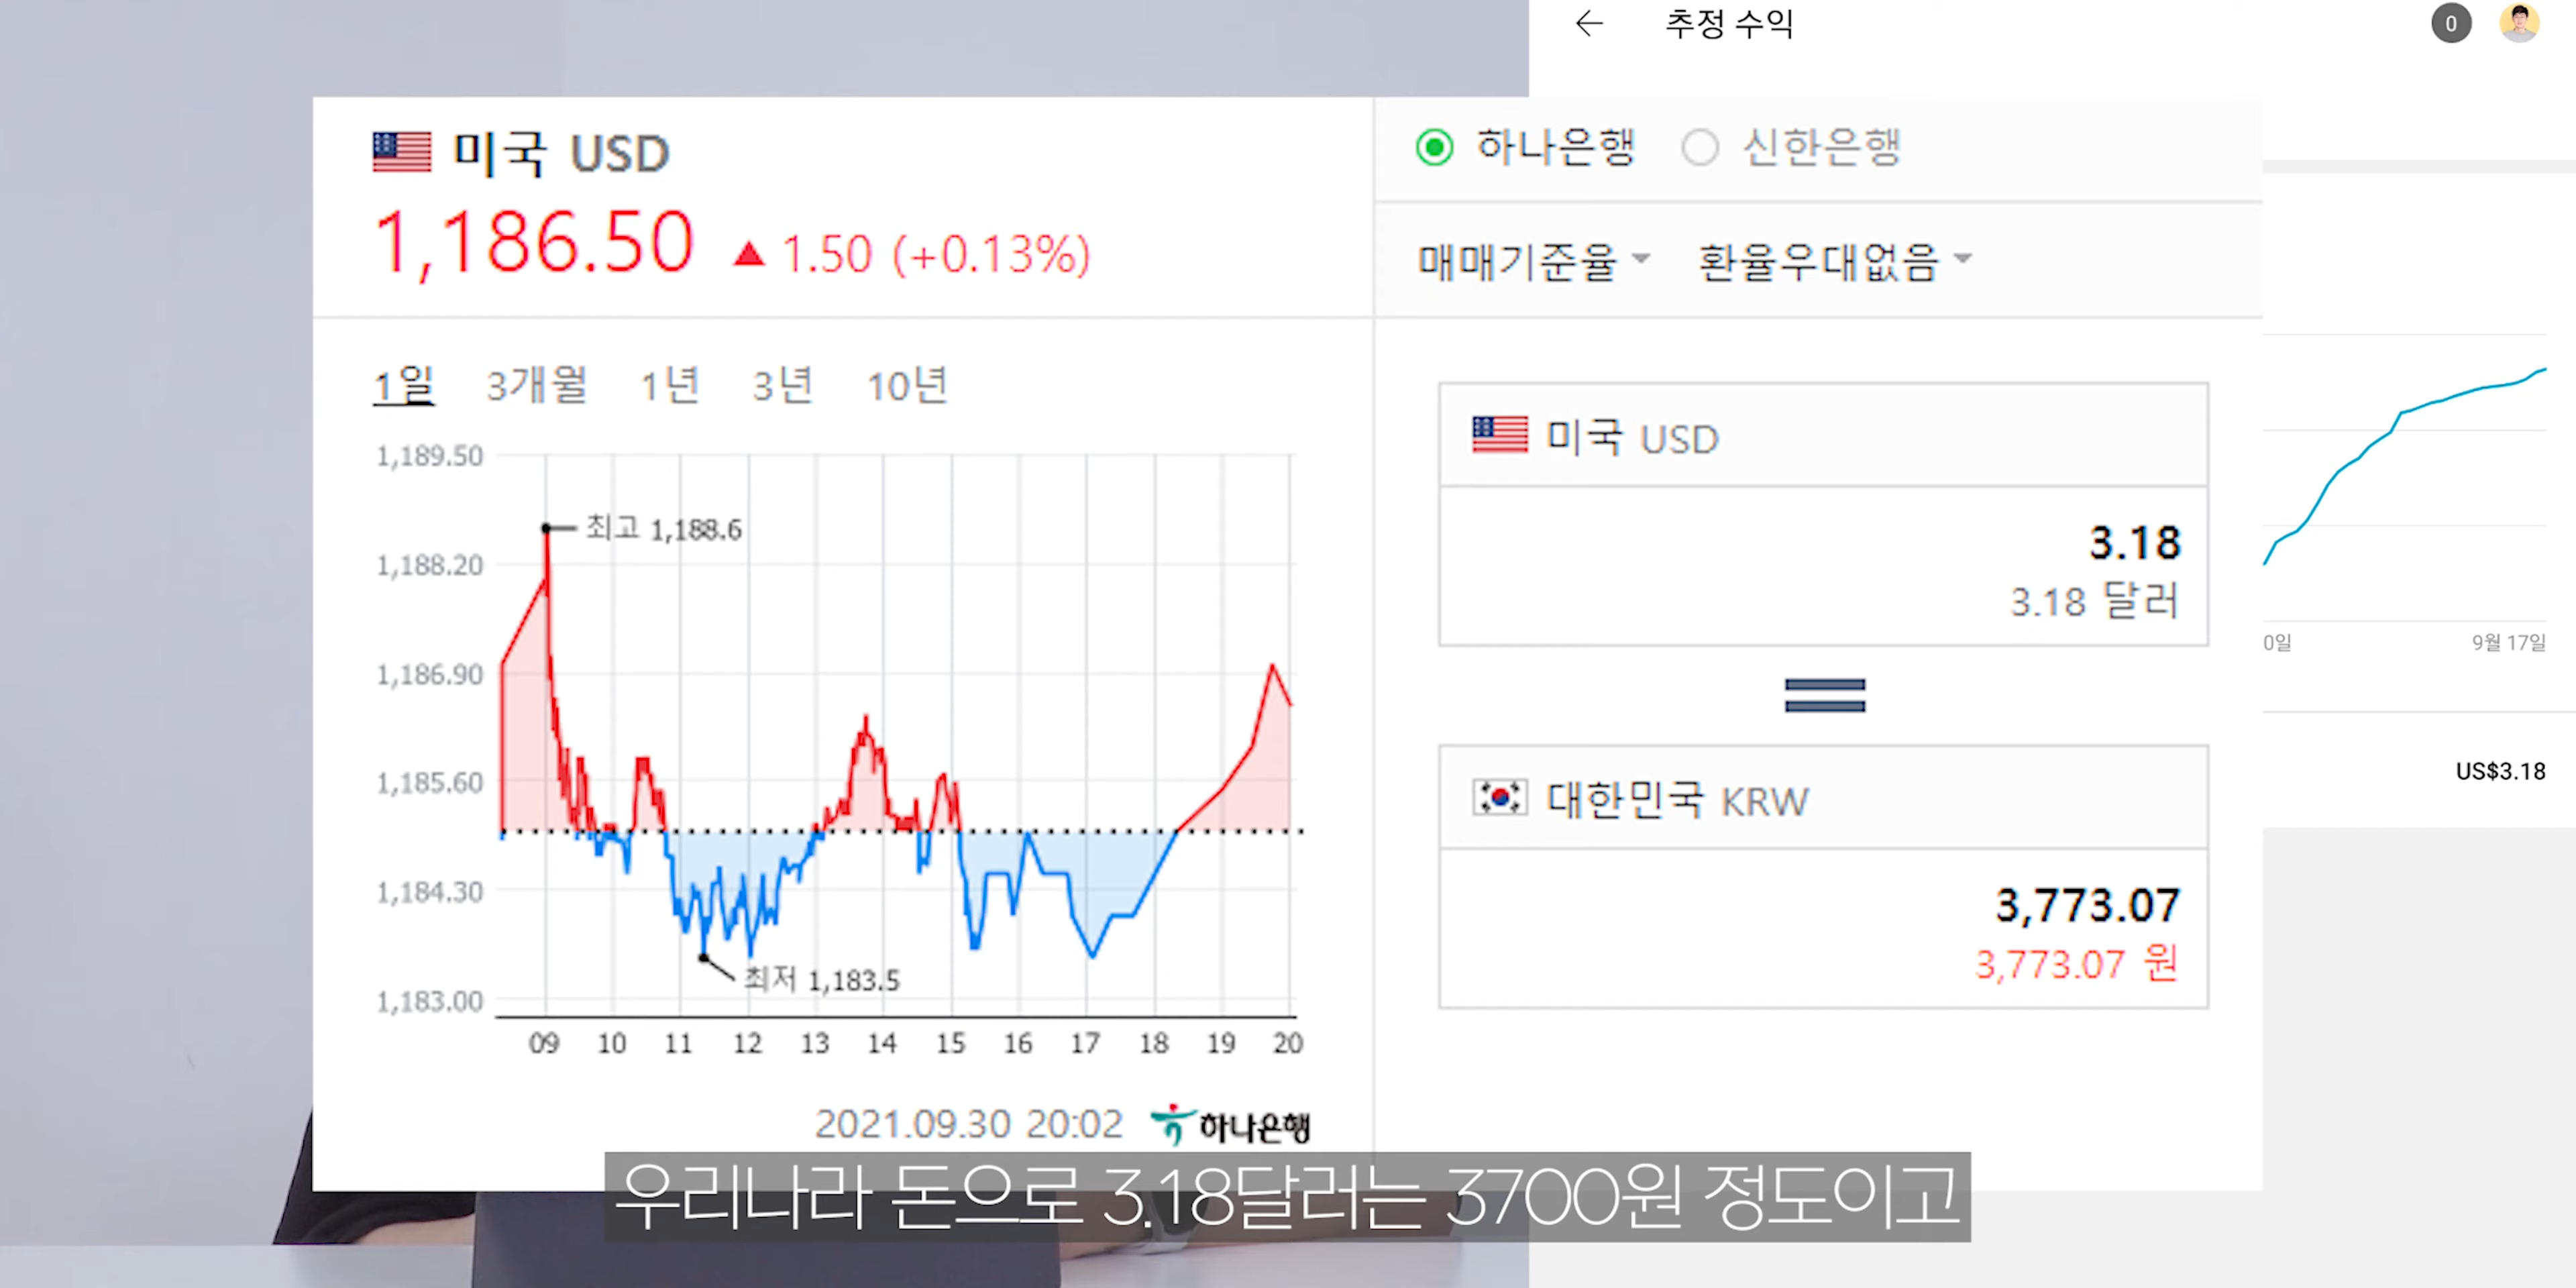 추정 수익
0
미국 USD
1,186.50 ▲ 1.50 (+0.13%)
1일 3개월 1년 3년 10년
1,189.50
1,188.20
1,186.90
1,185.60
1,184.30
1,183.00
최고 1,188.6
최저 1,183.5
09 10 11 12 13 14 15 16 17 18 19 20
2021.09.30 20:02 하나은행
하나은행 신한은행
매매기준율 환율우대없음
미국 USD
3.18
3.18 달러
대한민국 KRW
3,773.07
3,773.07 원
0일 9월 17일
US$3.18
우리나라 돈으로 3.18달러는 3700원 정도이고